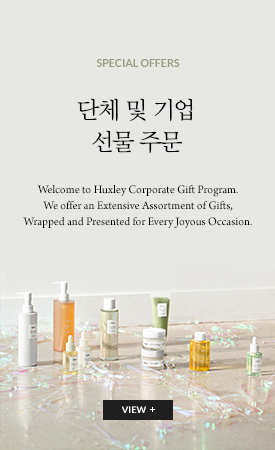 SPECIAL OFFERS
단체 및 기업
선물 주문
Welcome to Huxley Corporate Gift Program.
We offer an Extensive Assortment of Gifts,
Wrapped and Presented for Every Joyous Occasion.
VIEW +